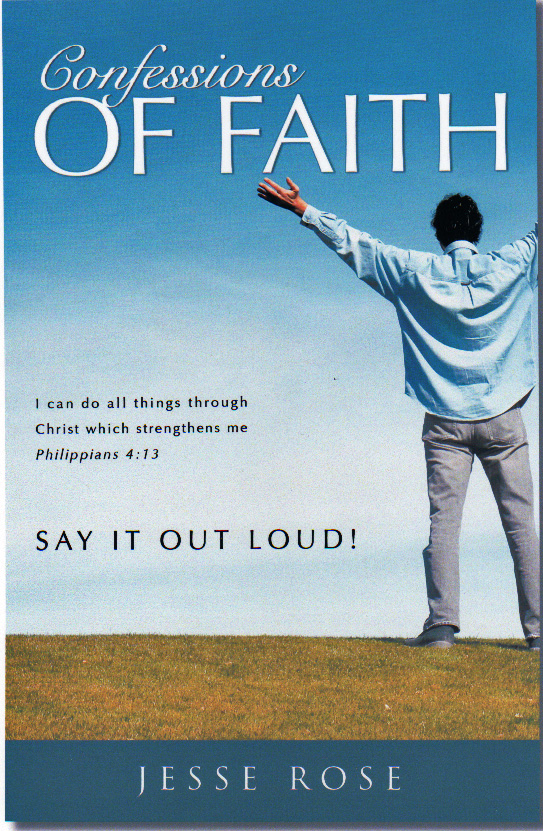 Confessions
OF FAITH
I can do all things through
Christ which strengthens me
Philippians 4:13
SAY IT OUT LOUD!
JESSE ROSE